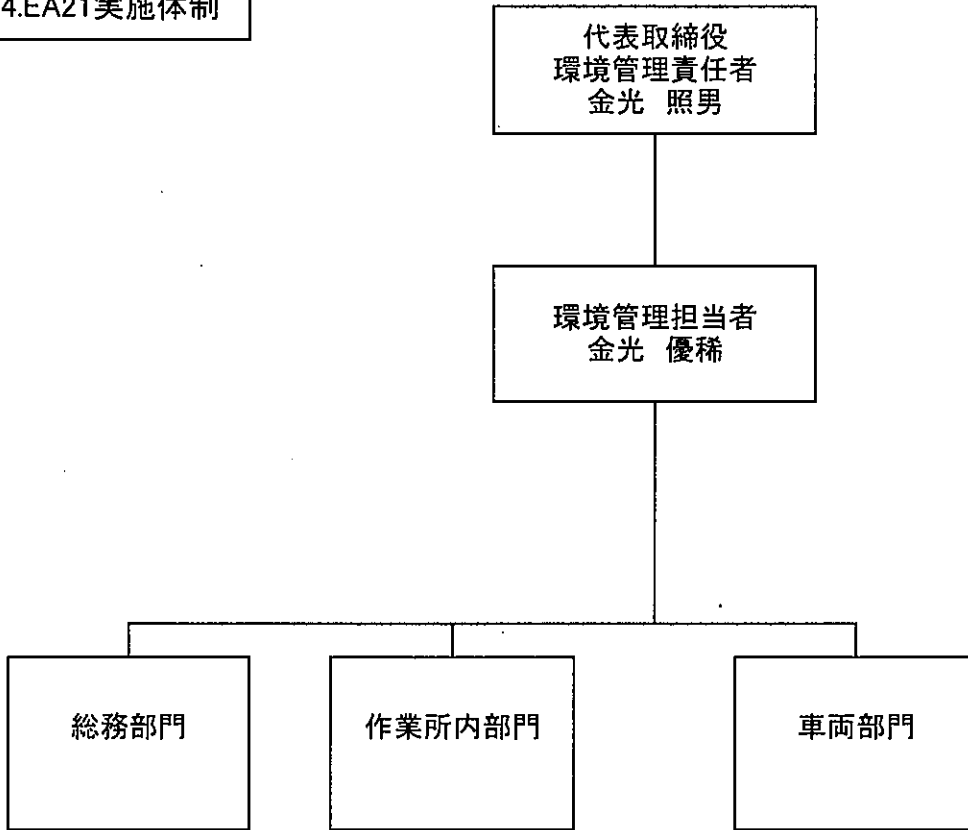 4.EA21実施体制
代表取締役
環境管理責任者
金光 照男
環境管理担当者
金光 優稀
総務部門
作業所内部門
車両部門